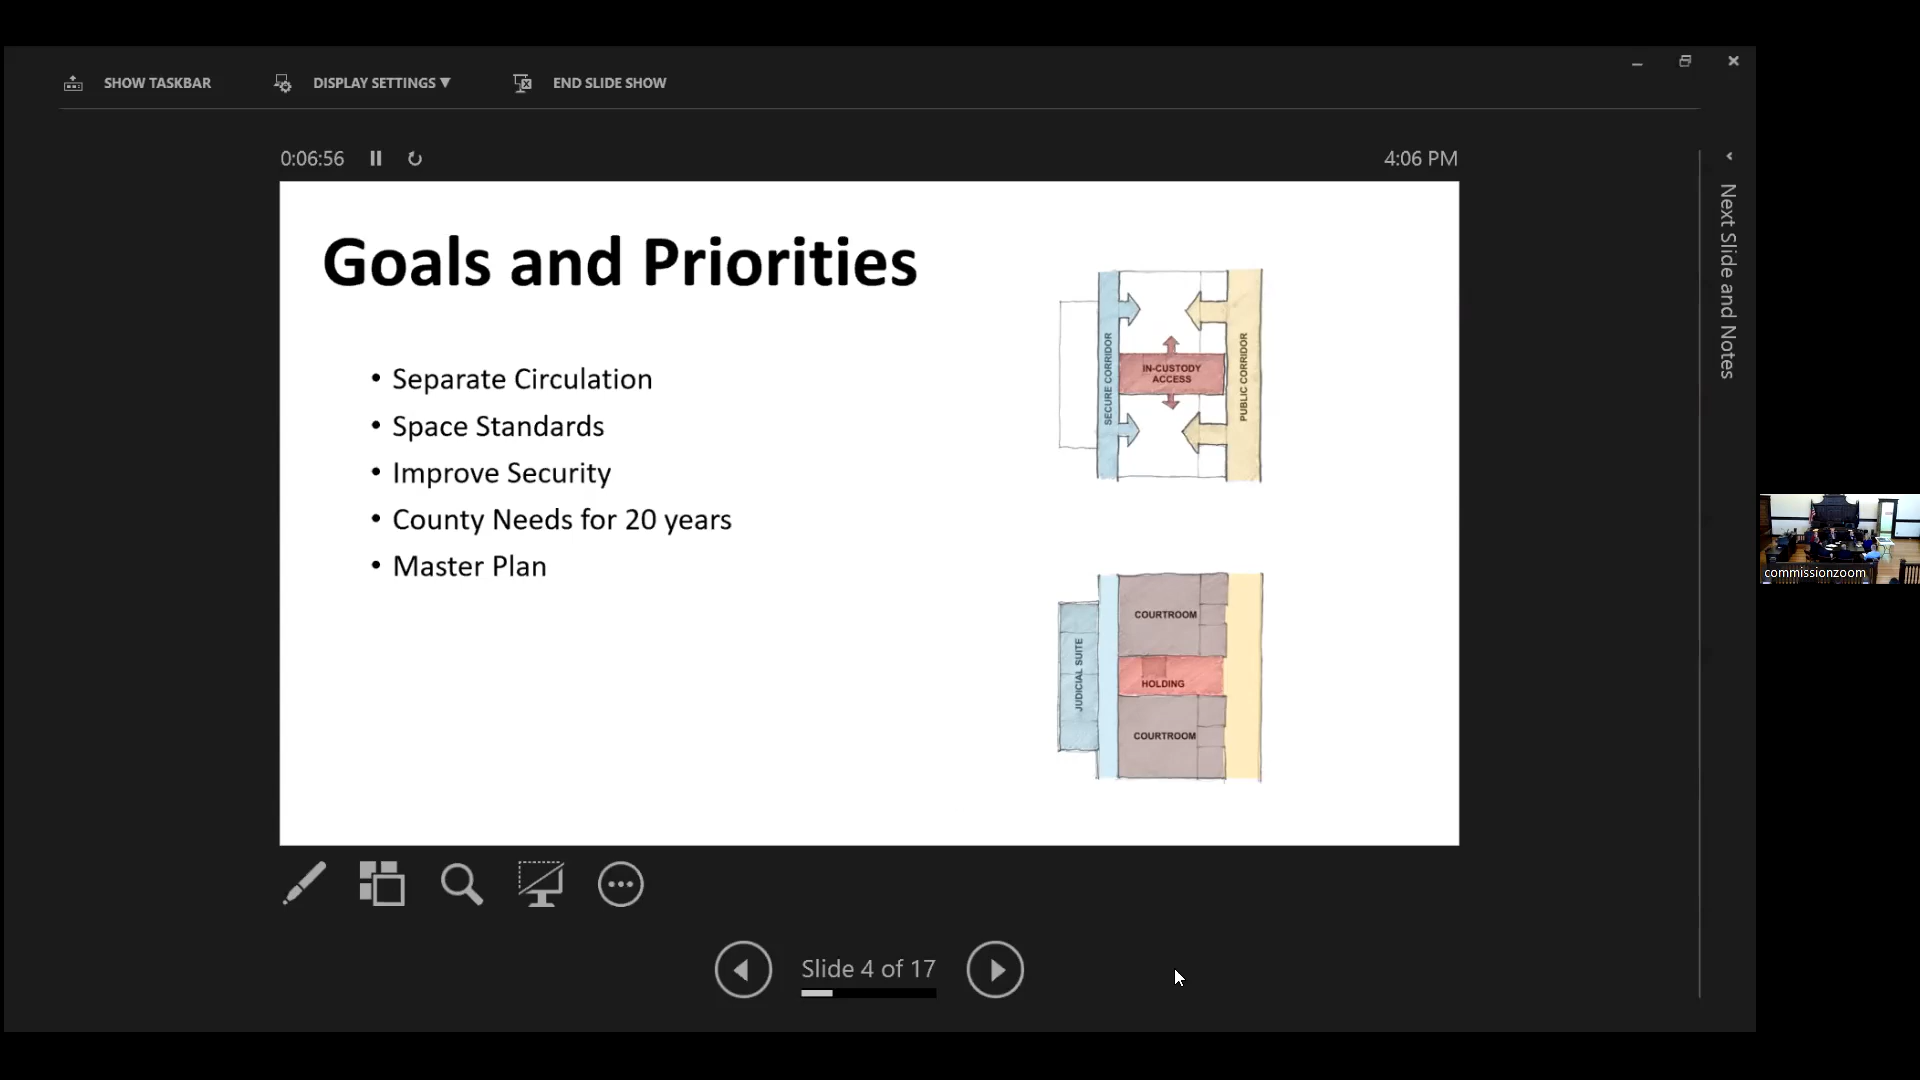 SHOW TASKBAR
DISPLAY SETTINGS ▼
END SLIDE SHOW
0:06:56
4:06 PM
Next Slide and Notes
Goals and Priorities
• Separate Circulation
• Space Standards
• Improve Security
• County Needs for 20 years
• Master Plan
SECURE CORRIDOR
IN-CUSTODY
ACCESS
PUBLIC CORRIDOR
JUDICIAL SUITE
COURTROOM
HOLDING
COURTROOM
commissionzoom
Slide 4 of 17